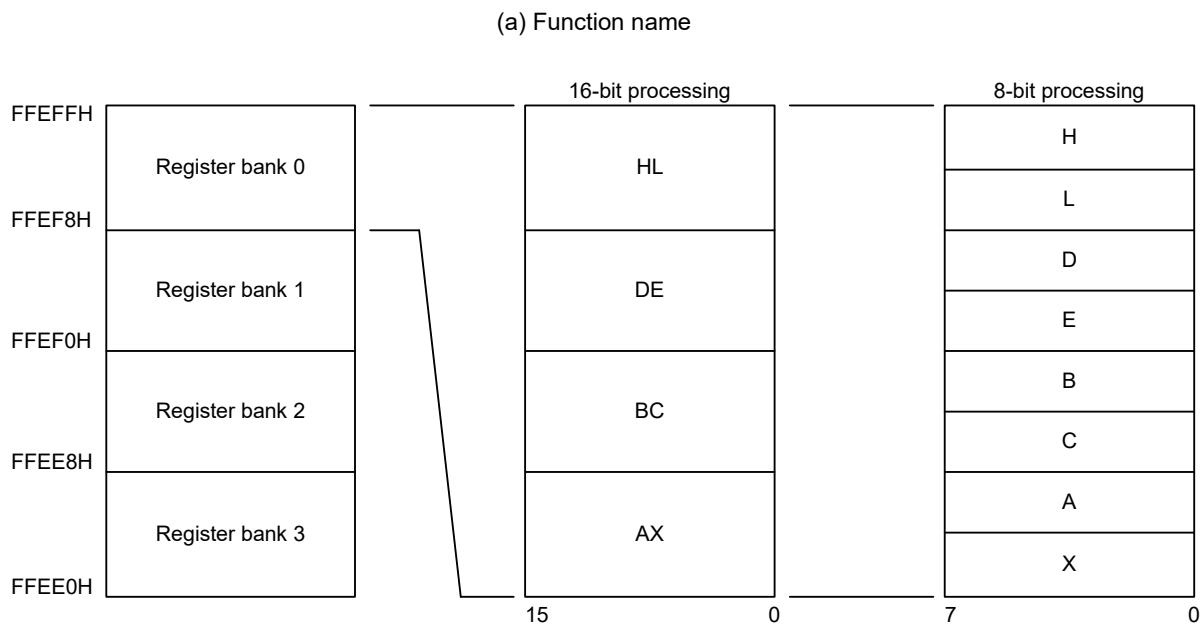 (a) Function name
16-bit processing
8-bit processing
FFEFFH
Register bank 0
HL
H
L
FFEF8H
Register bank 1
DE
D
E
FFEF0H
Register bank 2
BC
B
C
FFEE8H
Register bank 3
AX
A
X
FFEE0H
15
0
7
0